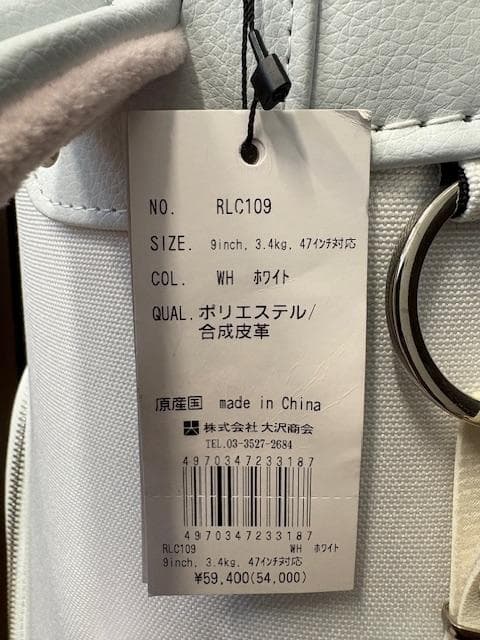 NO. RLC109
SIZE. 9inch, 3.4kg, 47インチ対応
COL. WH ホワイト
QUAL. ポリエステル/
合成皮革
原産国 made in China
株式会社 大沢商会
TEL.03-3527-2684
4970347233187
4970347233187
RLC109 WH ホワイト
9inch, 3.4kg, 47インチ対応
¥59,400(54,000)